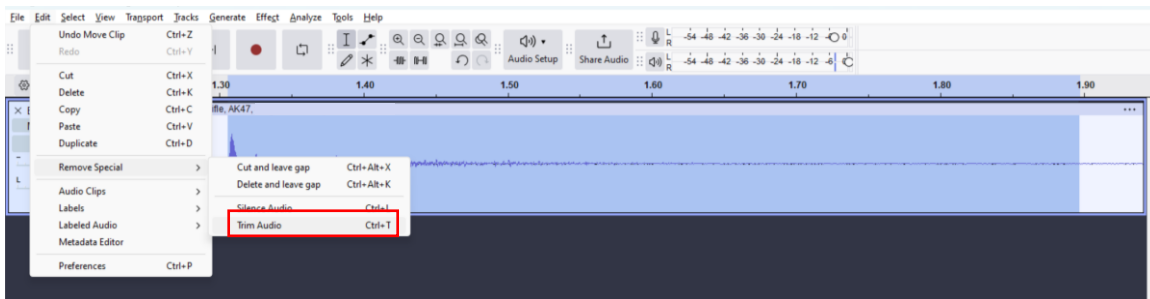 File Edit Select View Transport Tracks Generate Effect Analyze Tools Help
Undo Move Clip Ctrl+Z
Redo Ctrl+Y
Cut Ctrl+X
Delete Ctrl+K
Copy Ctrl+C
Paste Ctrl+V
Duplicate Ctrl+D
Remove Special >
Audio Clips >
Labels >
Labeled Audio >
Metadata Editor
Preferences Ctrl+P
Cut and leave gap Ctrl+Alt+X
Delete and leave gap Ctrl+Alt+K
Silence Audio Ctrl+L
Trim Audio Ctrl+T
Audio Setup
Share Audio
L R -54 -48 -42 -36 -30 -24 -18 -12 0
L R -54 -48 -42 -36 -30 -24 -18 -12 -6
1.30 1.40 1.50 1.60 1.70 1.80 1.90
AK47,
L